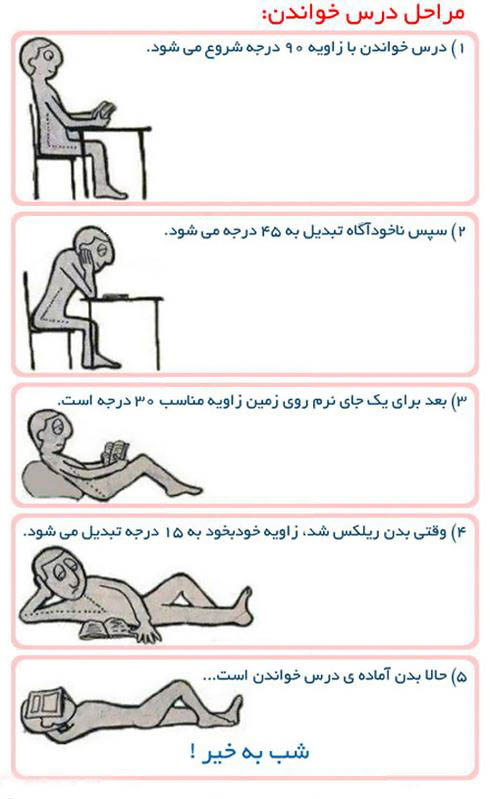 مراحل درس خواندن:
۱) درس خواندن با زاویه ۹۰ درجه شروع می شود.
۲) سپس ناخودآگاه تبدیل به ۴۵ درجه می شود.
۳) بعد برای یک جای نرم روی زمین زاویه مناسب ۳۰ درجه است.
۴) وقتی بدن ریلکس شد، زاویه خودبخود به ۱۵ درجه تبدیل می شود.
۵) حالا بدن آماده ی درس خواندن است...
شب به خیر !